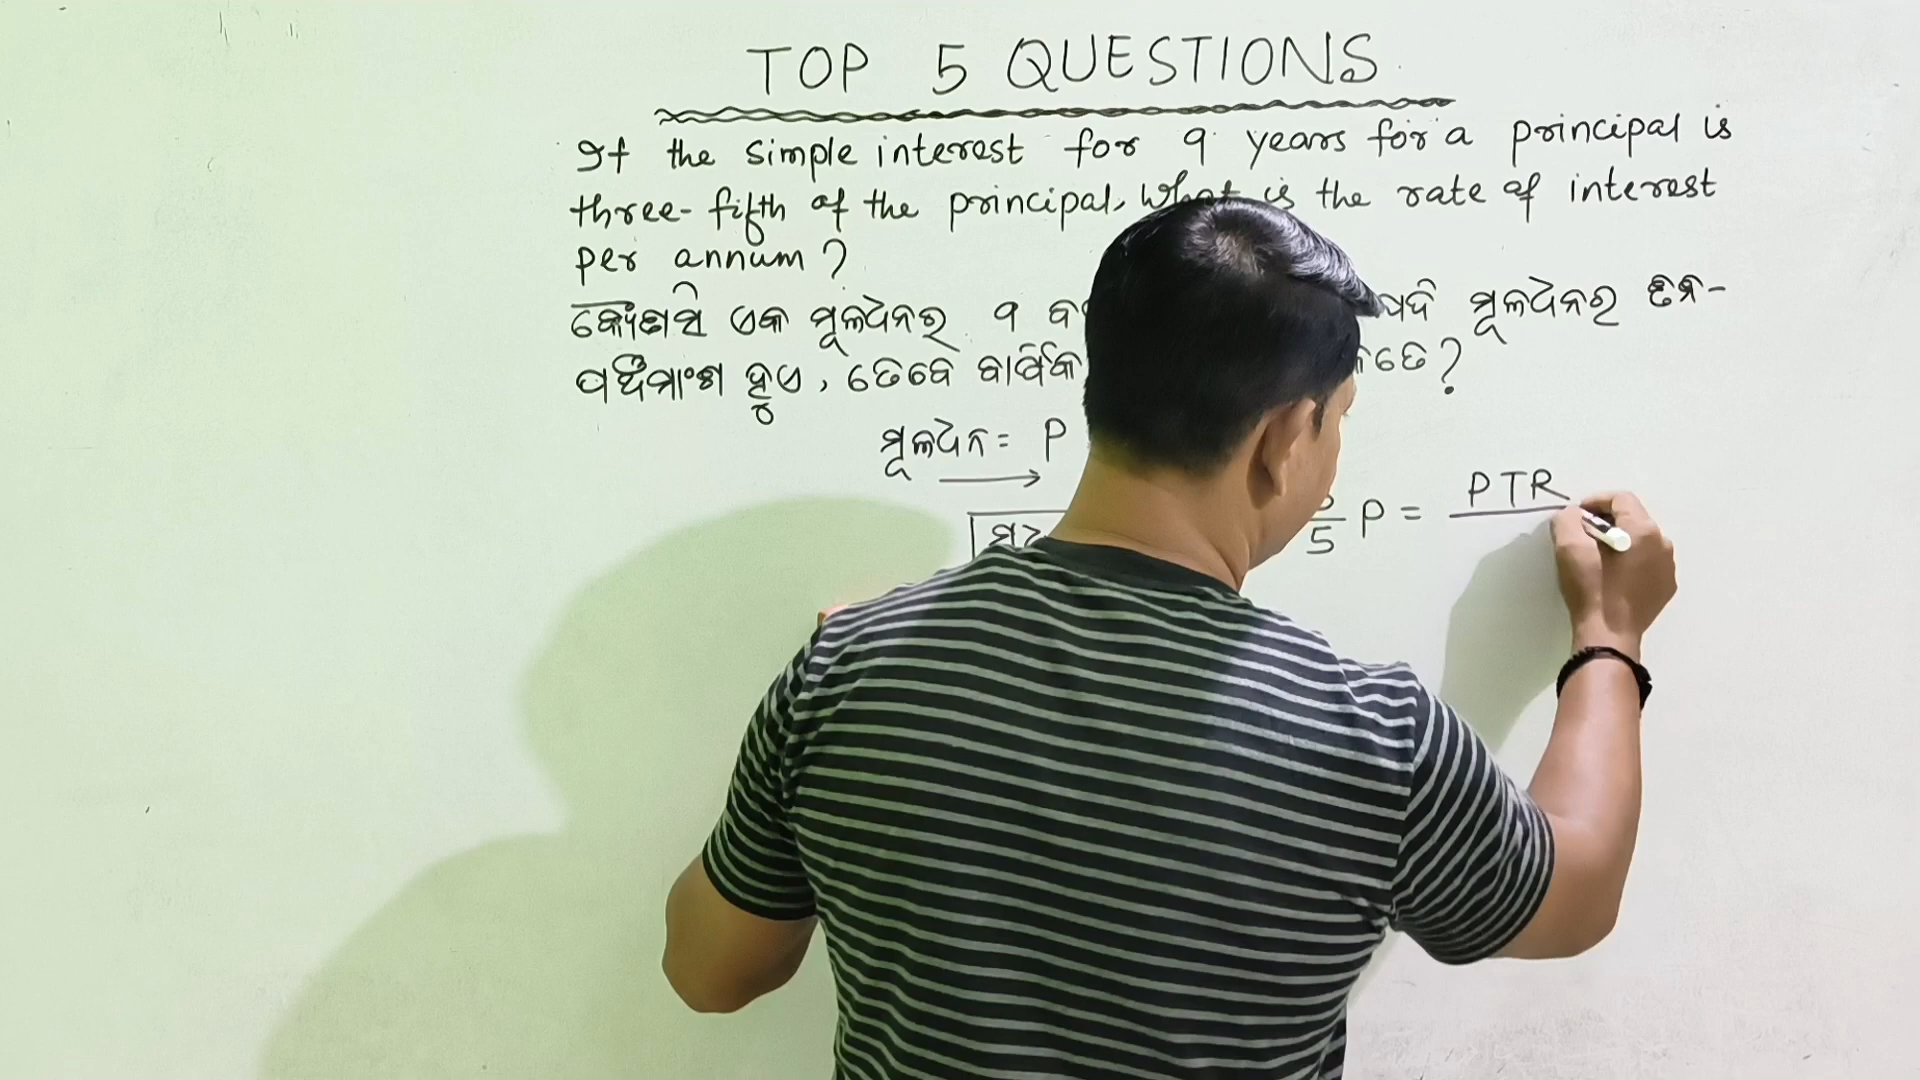 TOP 5 QUESTIONS
If the simple interest for 9 years for a principal is
three-fifth of the principal, What is the rate of interest
per annum?
କୌଣସି ଏକ ମୂଳଧନର ୨ ଯଦି ମୂଳଧନର ତିନି-
ପଞ୍ଚମାଂଶ ହୁଏ, ତେବେ ବାର୍ଷିକ କେତେ?
ମୂଳଧନ = P
5 P = PTR